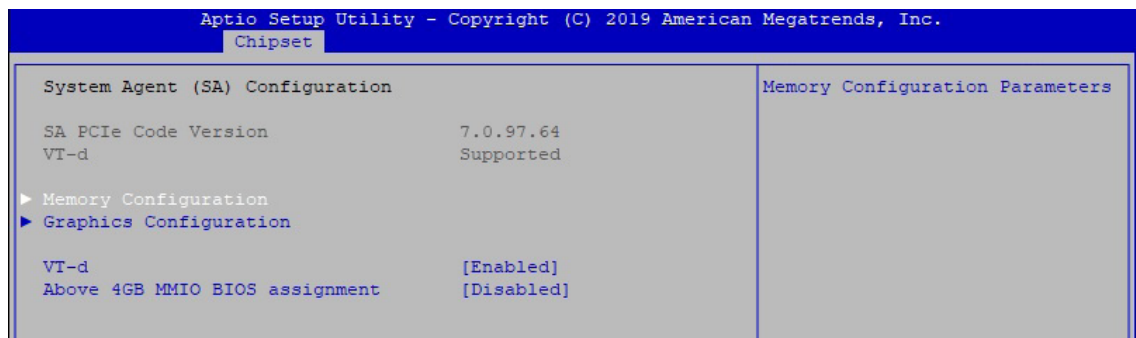 Aptio Setup Utility - Copyright (C) 2019 American Megatrends, Inc.
Chipset
System Agent (SA) Configuration
Memory Configuration Parameters
SA PCIe Code Version 7.0.97.64
VT-d Supported
► Memory Configuration
► Graphics Configuration
VT-d [Enabled]
Above 4GB MMIO BIOS assignment [Disabled]